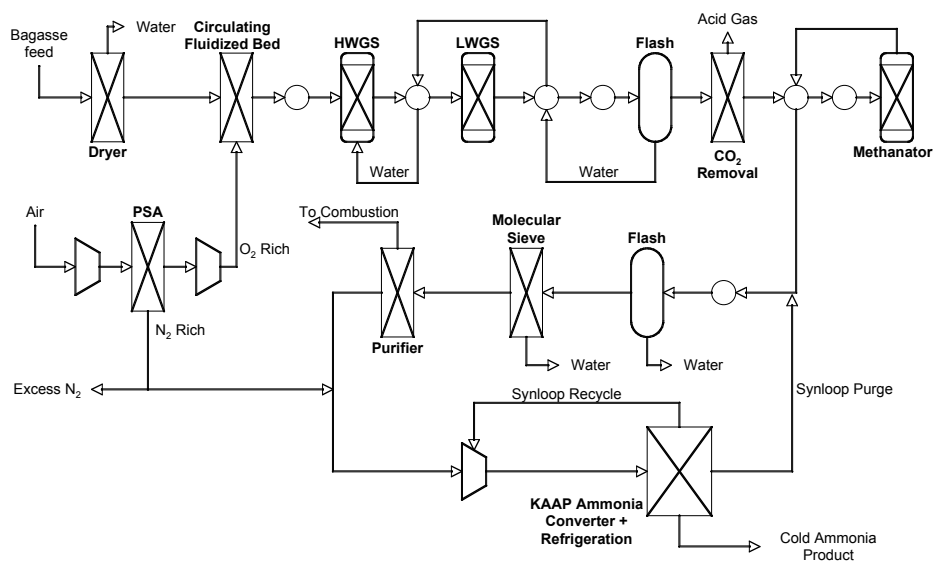 Bagasse
feed
Water
Dryer
Circulating
Fluidized Bed
HWGS
LWGS
Water
Flash
Water
Acid Gas
CO₂
Removal
Methanator
Air
PSA
O₂ Rich
N₂ Rich
Excess N₂
To Combustion
Purifier
Molecular
Sieve
Water
Flash
Water
Synloop Purge
Synloop Recycle
KAAP Ammonia
Converter +
Refrigeration
Cold Ammonia
Product